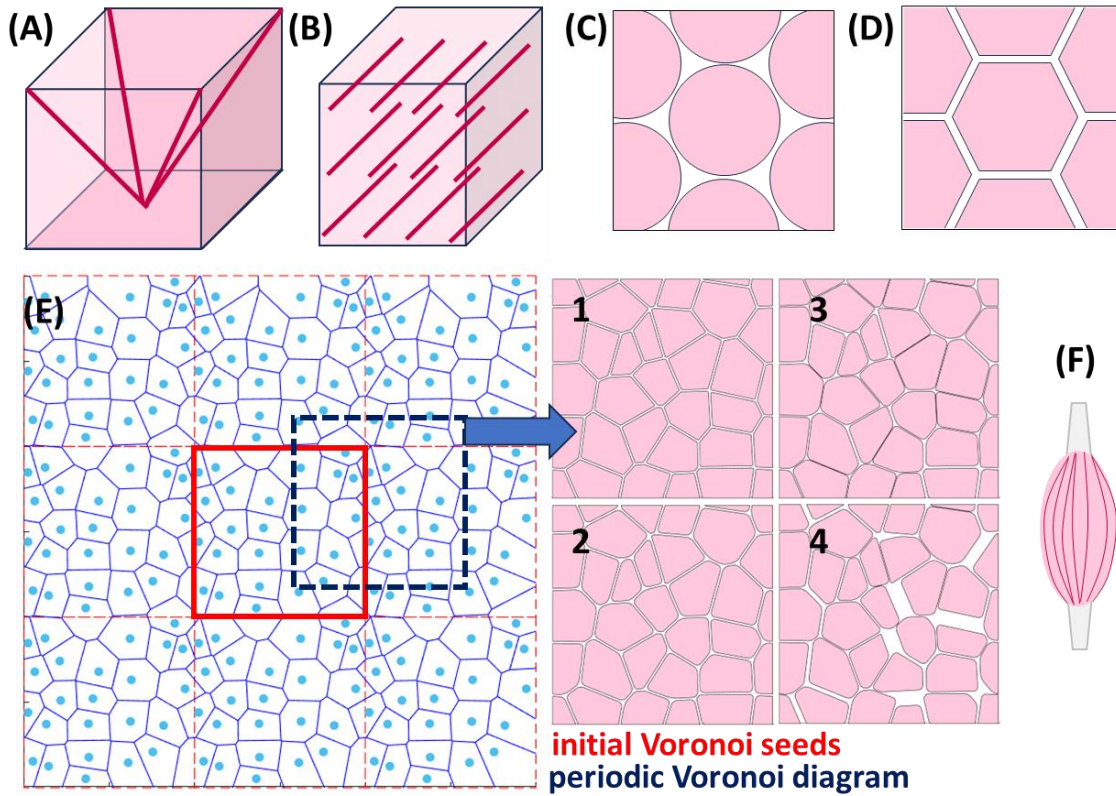 (A)
(B)
(C)
(D)
(E)
1
3
2
4
(F)
initial Voronoi seeds
periodic Voronoi diagram